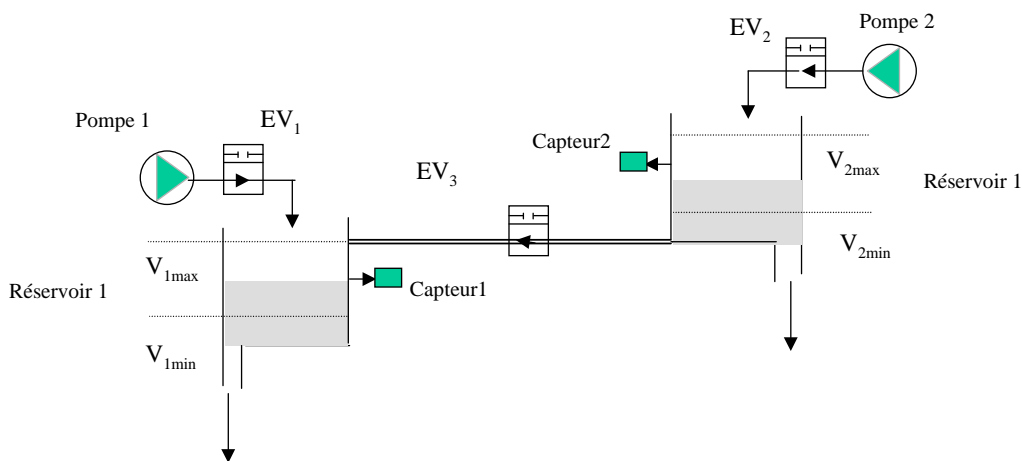 Pompe 2
EV2
Pompe 1
EV1
Capteur2
V2max
Réservoir 1
EV3
V2min
V1max
Réservoir 1
Capteur1
V1min